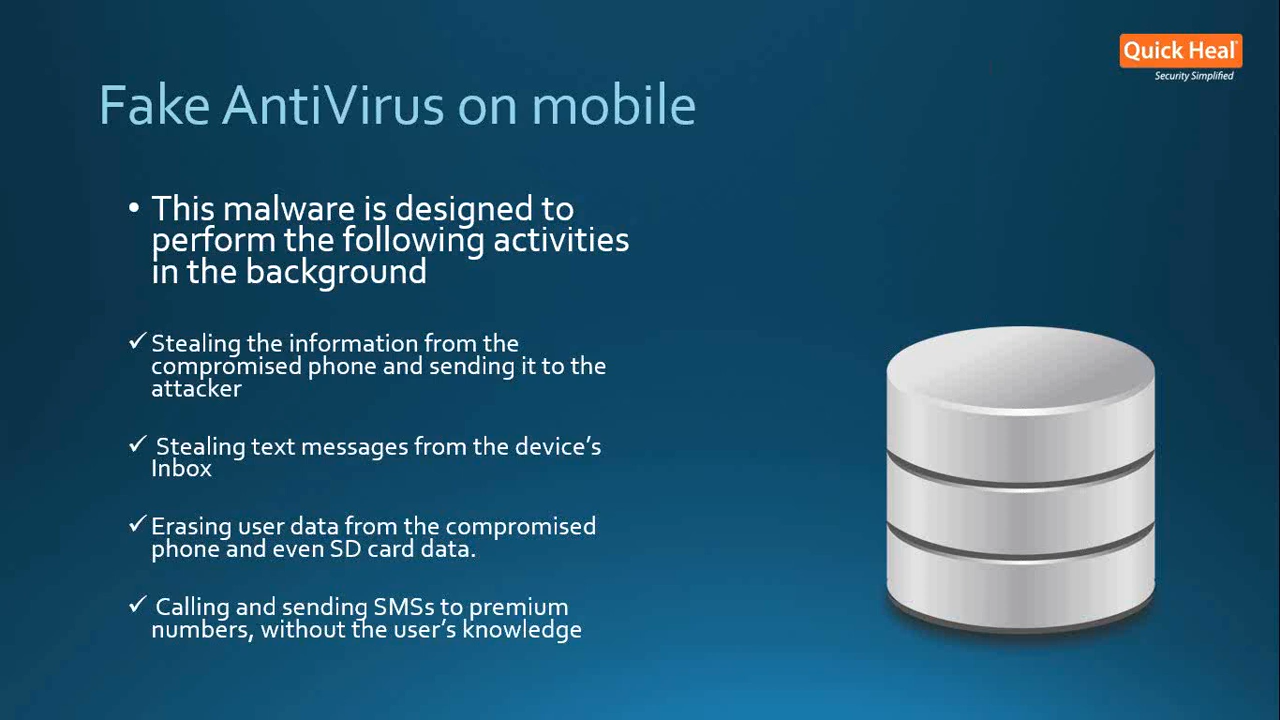 Quick Heal
Security Simplified
Fake AntiVirus on mobile
• This malware is designed to
perform the following activities
in the background
✓ Stealing the information from the
compromised phone and sending it to the
attacker
✓ Stealing text messages from the device’s
Inbox
✓ Erasing user data from the compromised
phone and even SD card data.
✓ Calling and sending SMSs to premium
numbers, without the user’s knowledge